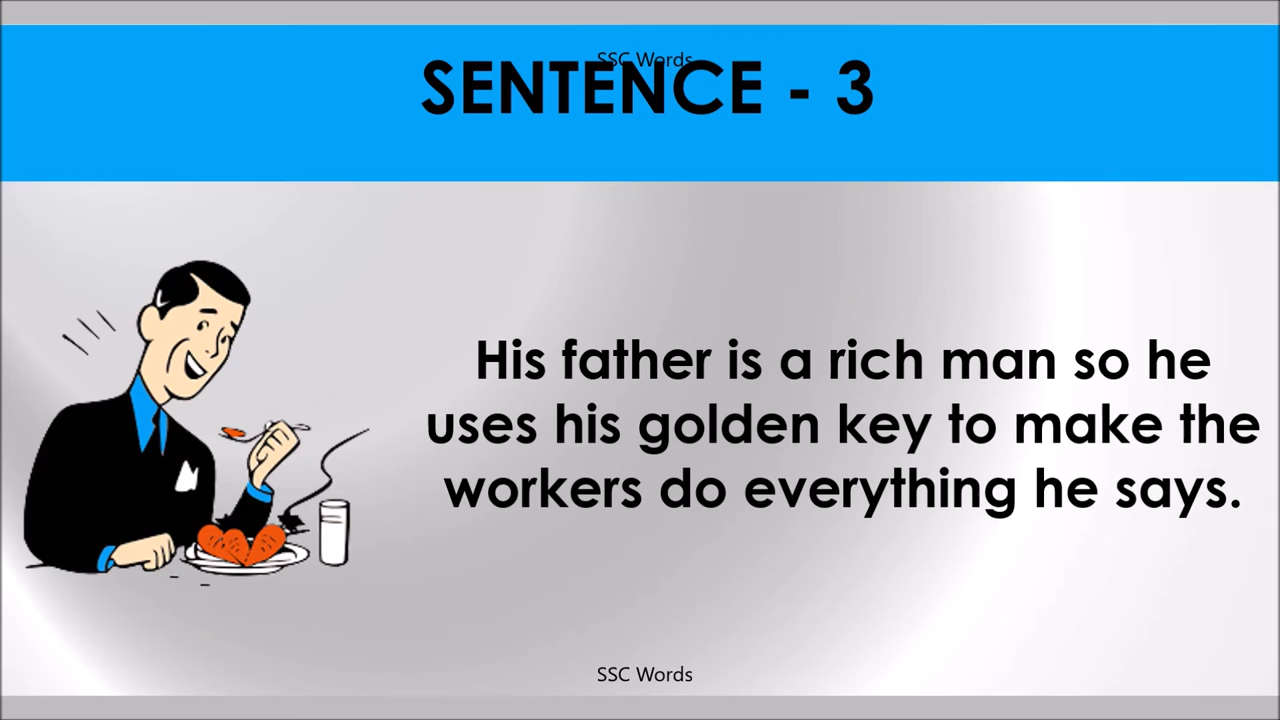 SSC Words
SENTENCE - 3
His father is a rich man so he
uses his golden key to make the
workers do everything he says.
SSC Words